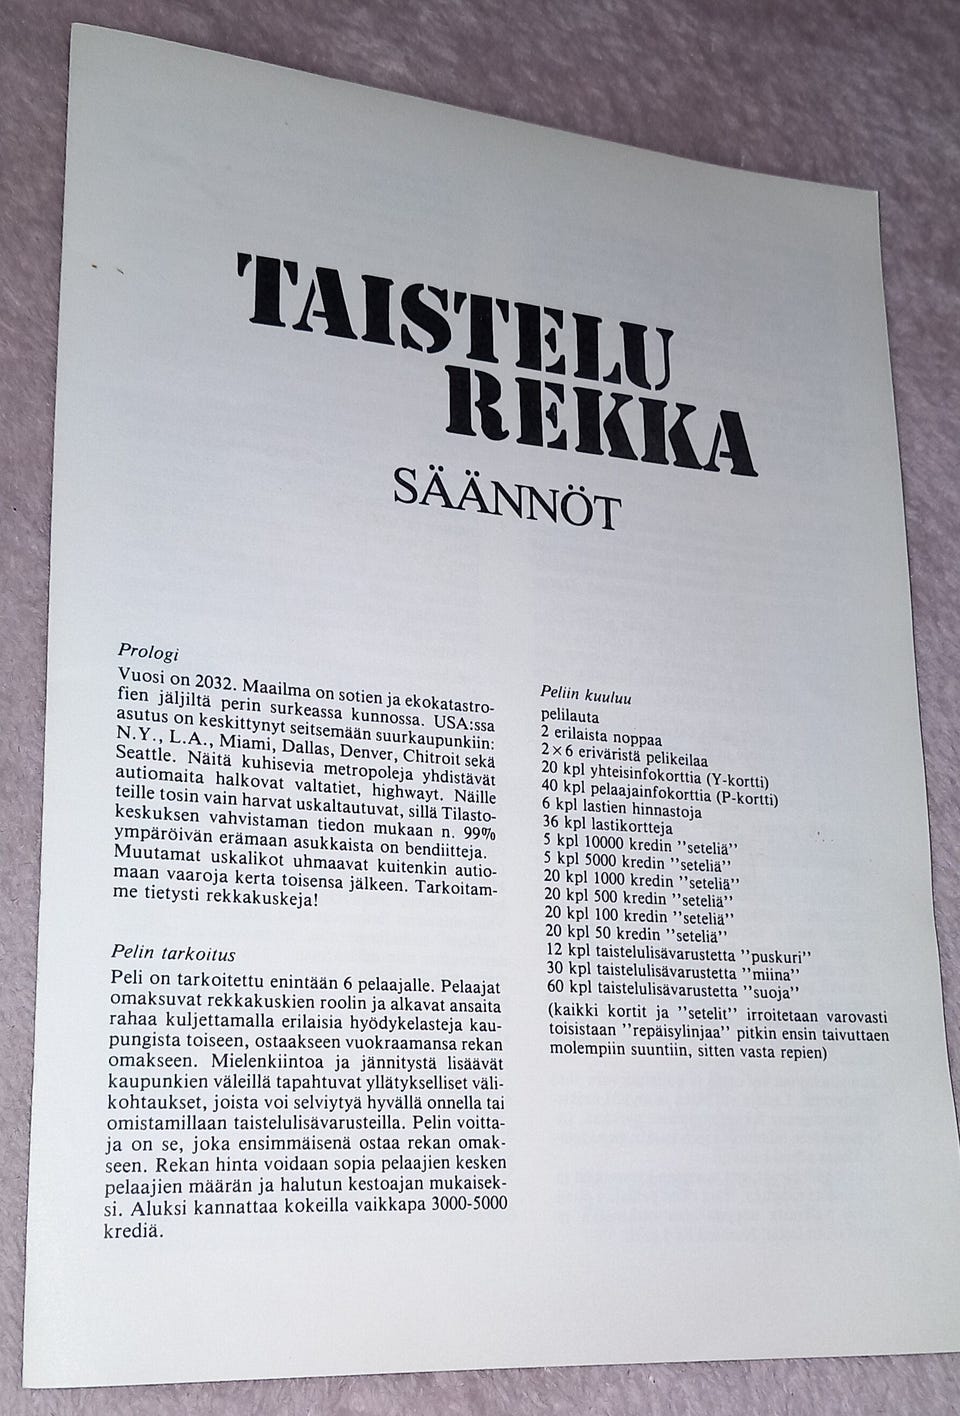 TAISTELU
REKKA
SÄÄNNÖT
Prologi
Vuosi on 2032. Maailma on sotien ja ekokatastro-
fien jäljiltä perin surkeassa kunnossa. USA:ssa
asutus on keskittynyt seitsemään suurkaupunkiin:
N.Y., L.A., Miami, Dallas, Denver, Chitroit sekä
Seattle. Näitä kuhisevia metropoleja yhdistävät
autiomaita halkovat valtatiet, highwayt. Näille
teille tosin vain harvat uskaltautuvat, sillä Tilasto-
keskuksen vahvistaman tiedon mukaan n. 99%
ympäröivän erämaan asukkaista on bendiittejä.
Muutamat uskalikot uhmaavat kuitenkin autio-
maan vaaroja kerta toisensa jälkeen. Tarkoitam-
me tietysti rekkakuskeja!
Pelin tarkoitus
Peli on tarkoitettu enintään 6 pelaajalle. Pelaajat
omaksuvat rekkakuskien roolin ja alkavat ansaita
rahaa kuljettamalla erilaisia hyödykelasteja kau-
pungista toiseen, ostaakseen vuokraamansa rekan
omakseen. Mielenkiintoa ja jännitystä lisäävät
kaupunkien väleillä tapahtuvat yllätykselliset väli-
kohtaukset, joista voi selviytyä hyvällä onnella tai
omistamillaan taistelulisävarusteilla. Pelin voitta-
ja on se, joka ensimmäisenä ostaa rekan omak-
seen. Rekan hinta voidaan sopia pelaajien kesken
pelaajien määrän ja halutun kestoajan mukaisek-
si. Aluksi kannattaa kokeilla vaikkapa 3000-5000
krediä.
Peliin kuuluu
pelilauta
2 erilaista noppaa
2×6 eriväristä pelikeilaa
20 kpl yhteisinfokorttia (Y-kortti)
40 kpl pelaajainfokorttia (P-kortti)
6 kpl lastien hinnastoja
36 kpl lastikortteja
5 kpl 10000 kredin ''seteliä''
5 kpl 5000 kredin ''seteliä''
20 kpl 1000 kredin ''seteliä''
20 kpl 500 kredin ''seteliä''
20 kpl 100 kredin ''seteliä''
20 kpl 50 kredin ''seteliä''
12 kpl taistelulisävarustetta ''puskuri''
30 kpl taistelulisävarustetta ''miina''
60 kpl taistelulisävarustetta ''suoja''
(kaikki kortit ja ''setelit'' irroitetaan varovasti
toisistaan ''repäisylinjaa'' pitkin ensin taivuttaen
molempiin suuntiin, sitten vasta repien)